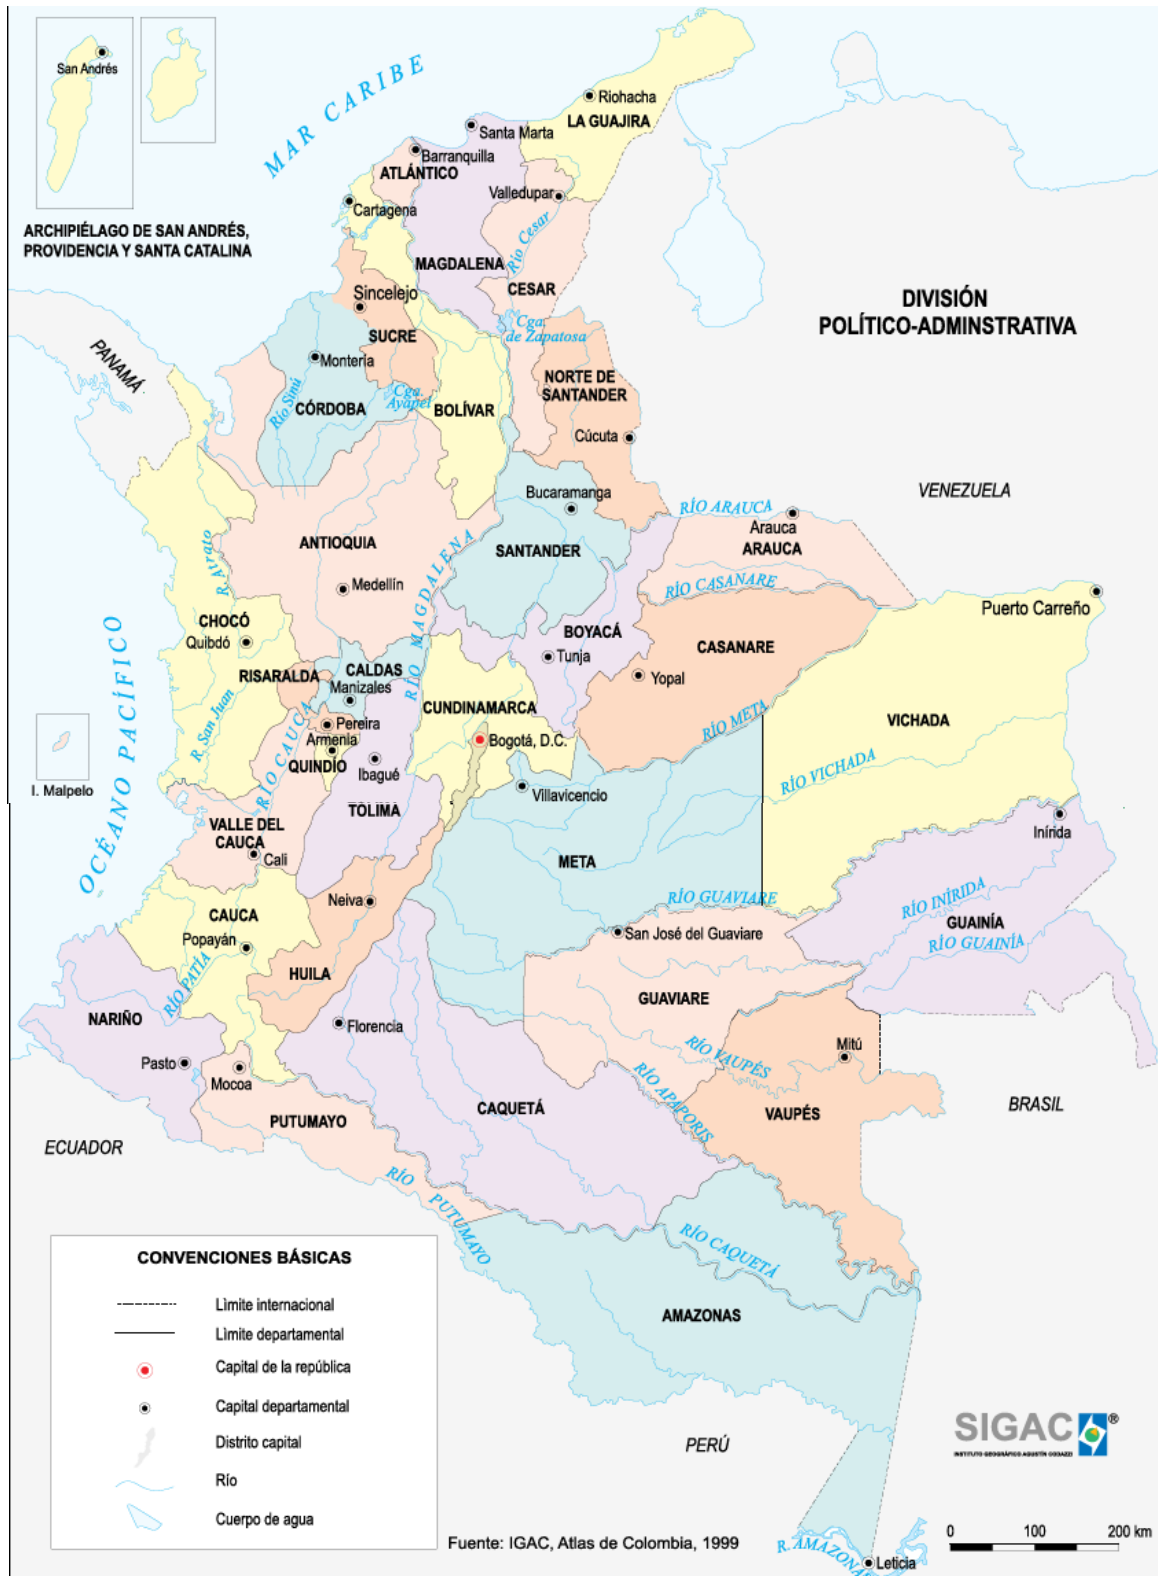 San Andrés
ARCHIPIÉLAGO DE SAN ANDRÉS,
PROVIDENCIA Y SANTA CATALINA
MAR CARIBE
Riohacha
LA GUAJIRA
Santa Marta
Barranquilla
ATLÁNTICO
Valledupar
Cartagena
Río Cesar
MAGDALENA
CESAR
DIVISIÓN
POLÍTICO-ADMINSTRATIVA
Sincelejo
SUCRE
Cga.
de Zapatosa
PANAMÁ
Montería
Río Sinú
CÓRDOBA
Cga.
Ayapel
BOLÍVAR
NORTE DE
SANTANDER
Cúcuta
VENEZUELA
Bucaramanga
RÍO ARAUCA
Arauca
ARAUCA
ANTIOQUIA
SANTANDER
R. Atrato
Medellín
RÍO MAGDALENA
RÍO CASANARE
Puerto Carreño
CHOCÓ
Quibdó
BOYACÁ
Tunja
CASANARE
Yopal
RISARALDA
CALDAS
Manizales
OCÉANO PACÍFICO
R. San Juan
RÍO CAUCA
Pereira
Armenia
QUINDÍO
Ibagué
CUNDINAMARCA
Bogotá, D.C.
RÍO META
VICHADA
RÍO VICHADA
I. Malpelo
Villavicencio
TOLIMA
VALLE DEL
CAUCA
Cali
META
Inírida
Neiva
RÍO GUAVIARE
RÍO INÍRIDA
GUAINÍA
RÍO GUAINÍA
CAUCA
Popayán
San José del Guaviare
RÍO PATÍA
HUILA
GUAVIARE
NARIÑO
Florencia
Mitú
RÍO VAUPÉS
Pasto
Mocoa
RÍO APAPORIS
CAQUETÁ
VAUPÉS
BRASIL
PUTUMAYO
ECUADOR
RÍO PUTUMAYO
RÍO CAQUETÁ
AMAZONAS
CONVENCIONES BÁSICAS
Lìmite internacional
Lìmite departamental
Capital de la república
Capital departamental
Distrito capital
Río
Cuerpo de agua
PERÚ
SIGAC®
INSTITUTO GEOGRÁFICO AGUSTÍN CODAZZI
0 100 200 km
Fuente: IGAC, Atlas de Colombia, 1999
R. AMAZONAS
Leticia